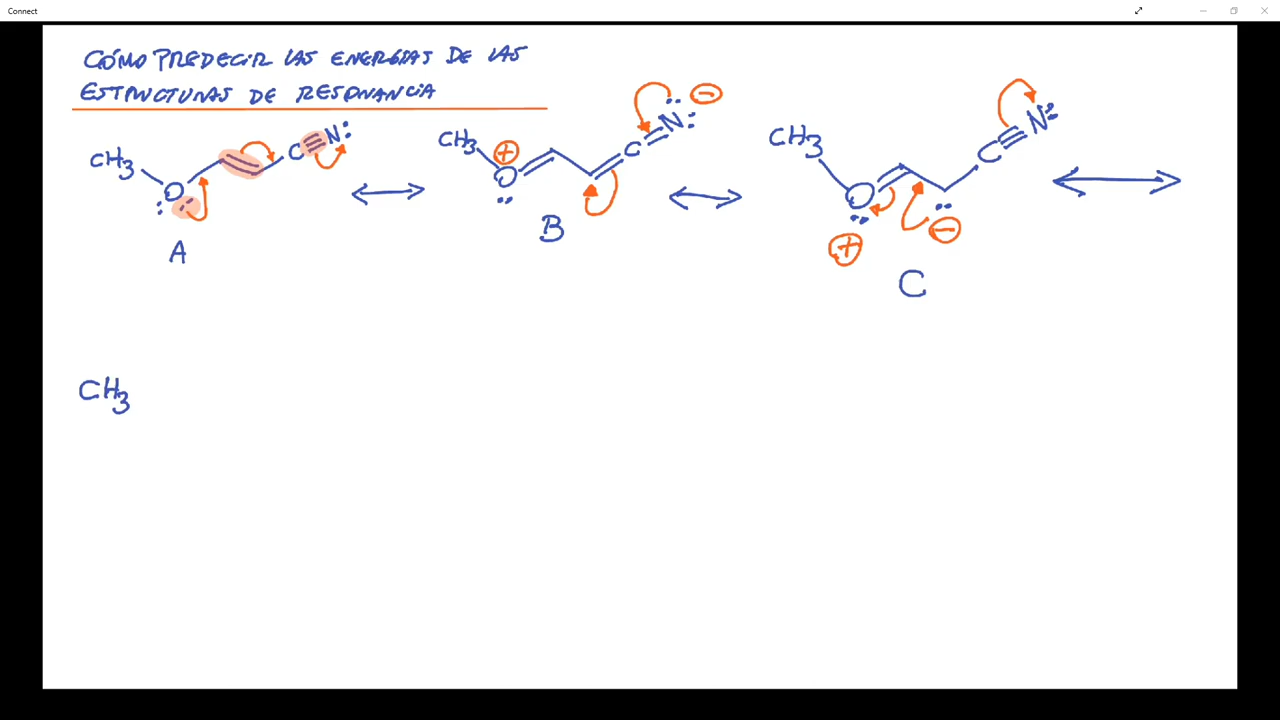 Connect
CÓMO PREDECIR LAS ENERGÍAS DE LAS
ESTRUCTURAS DE RESONANCIA
CH3 O C N
A
CH3 + O C N −
B
CH3 O C N
+ −
C
CH3